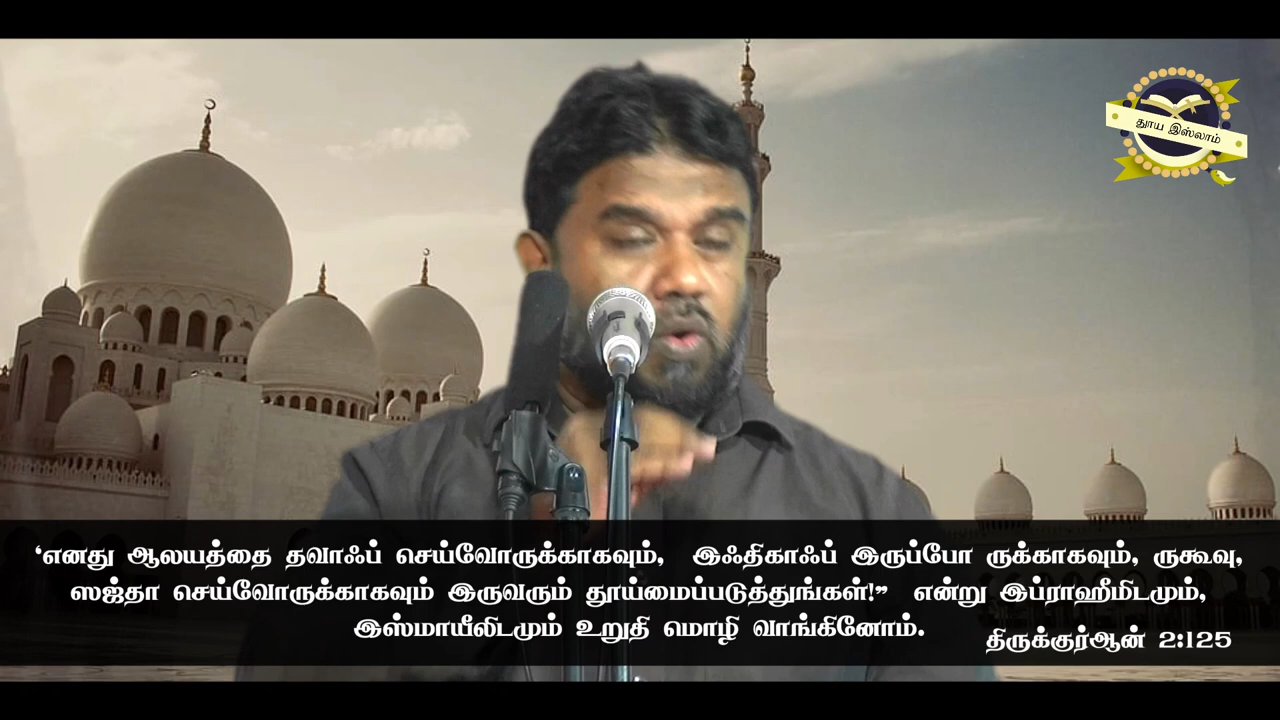 தூய இஸ்லாம்
‘எனது ஆலயத்தை தவாஃப் செய்வோருக்காகவும், இஃதிகாஃப் இருப்போ ருக்காகவும், ருகூவு,
ஸஜ்தா செய்வோருக்காகவும் இருவரும் தூய்மைப்படுத்துங்கள்!” என்று இப்ராஹீமிடமும்,
இஸ்மாயீலிடமும் உறுதி மொழி வாங்கினோம்.
திருக்குர்ஆன் 2:125